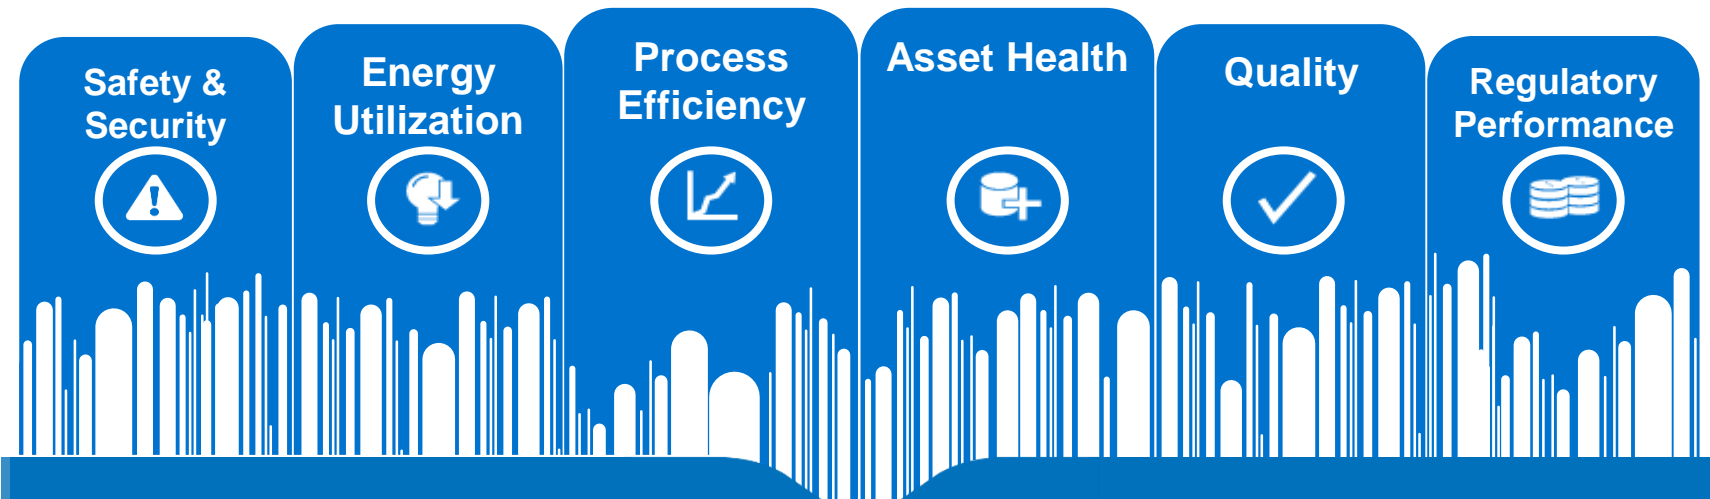 Safety &
Security
Energy
Utilization
Process
Efficiency
Asset Health
Quality
Regulatory
Performance